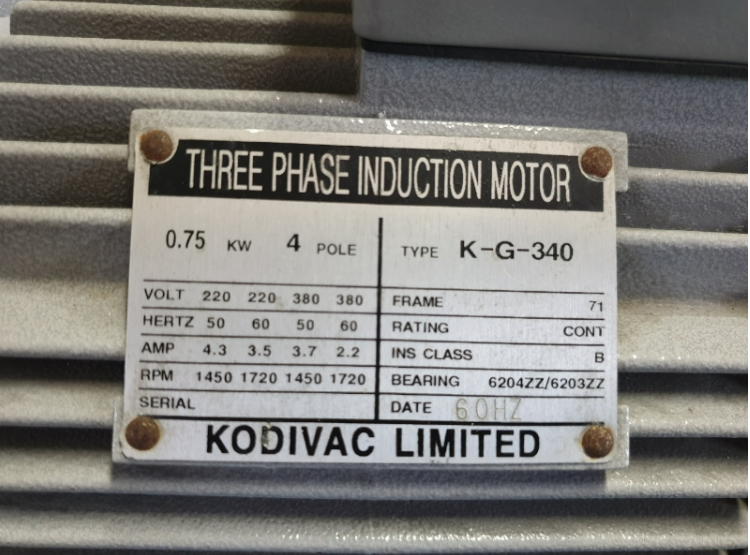 THREE PHASE INDUCTION MOTOR
0.75 KW 4 POLE
TYPE K-G-340
VOLT 220 220 380 380
HERTZ 50 60 50 60
AMP 4.3 3.5 3.7 2.2
RPM 1450 1720 1450 1720
SERIAL
FRAME 71
RATING CONT
INS CLASS B
BEARING 6204ZZ/6203ZZ
DATE 60HZ
KODIVAC LIMITED